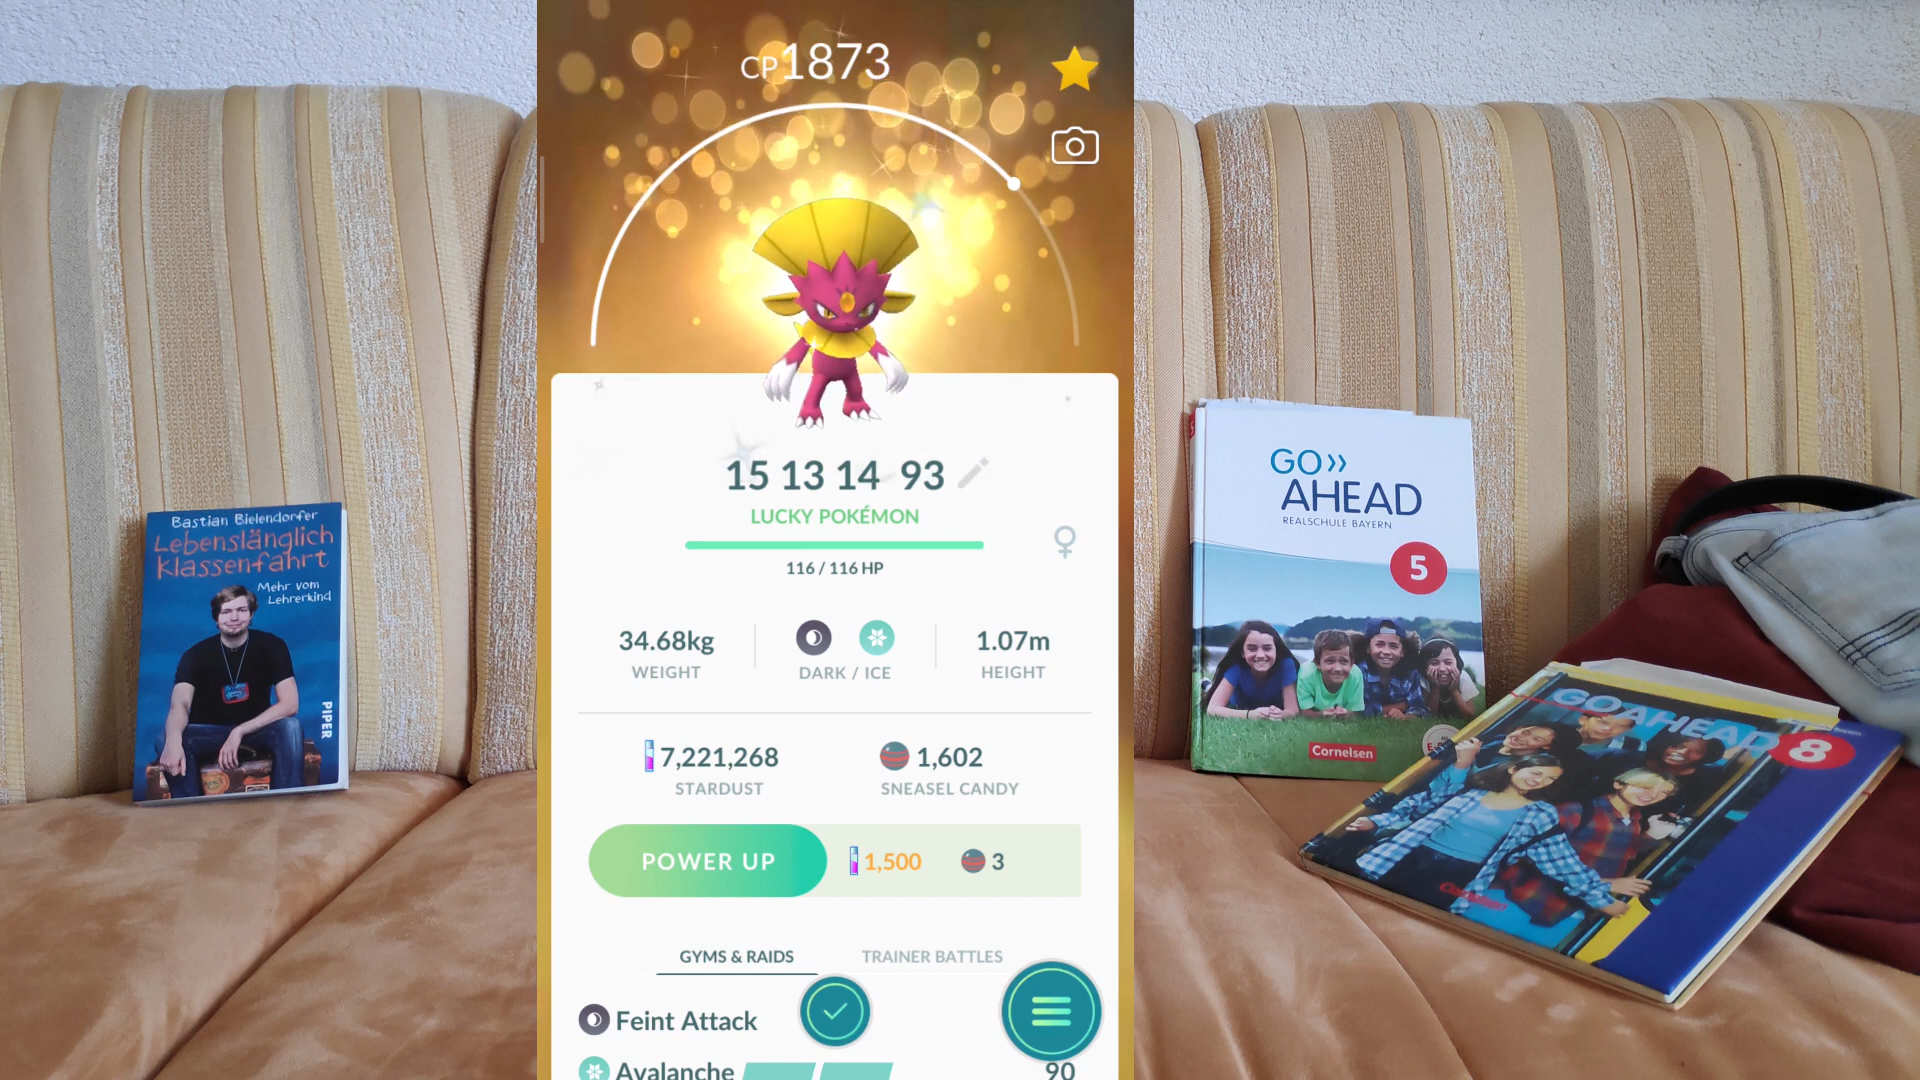 Bastian Bielendorfer
Lebenslänglich
Klassenfahrt
Mehr vom
Lehrerkind
PIPER
CP1873
15 13 14 93
LUCKY POKÉMON
116 / 116 HP
34.68kg
WEIGHT
DARK / ICE
1.07m
HEIGHT
7,221,268
STARDUST
1,602
SNEASEL CANDY
POWER UP
1,500
3
GYMS & RAIDS
TRAINER BATTLES
Feint Attack
Avalanche
90
GO»
AHEAD
REALSCHULE BAYERN
5
Cornelsen
GO AHEAD
8